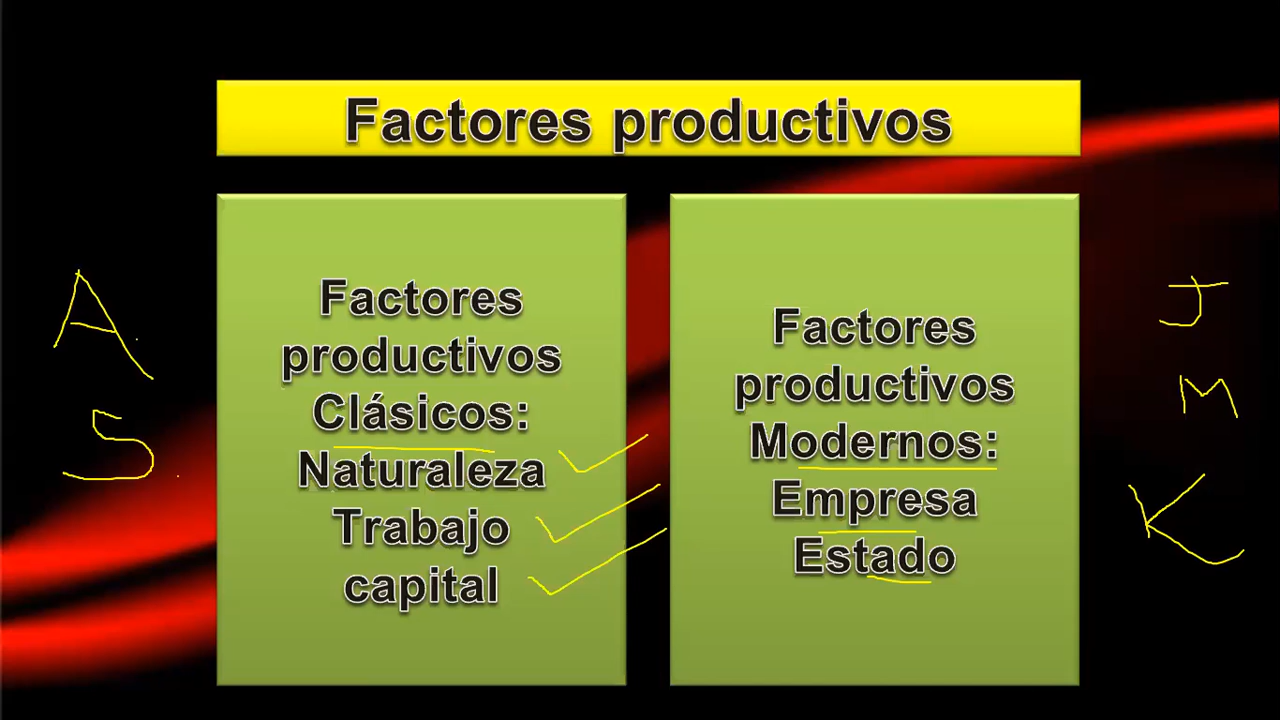 Factores productivos
Factores
productivos
Clásicos:
Naturaleza
Trabajo
capital
Factores
productivos
Modernos:
Empresa
Estado
A
S
J
M
K